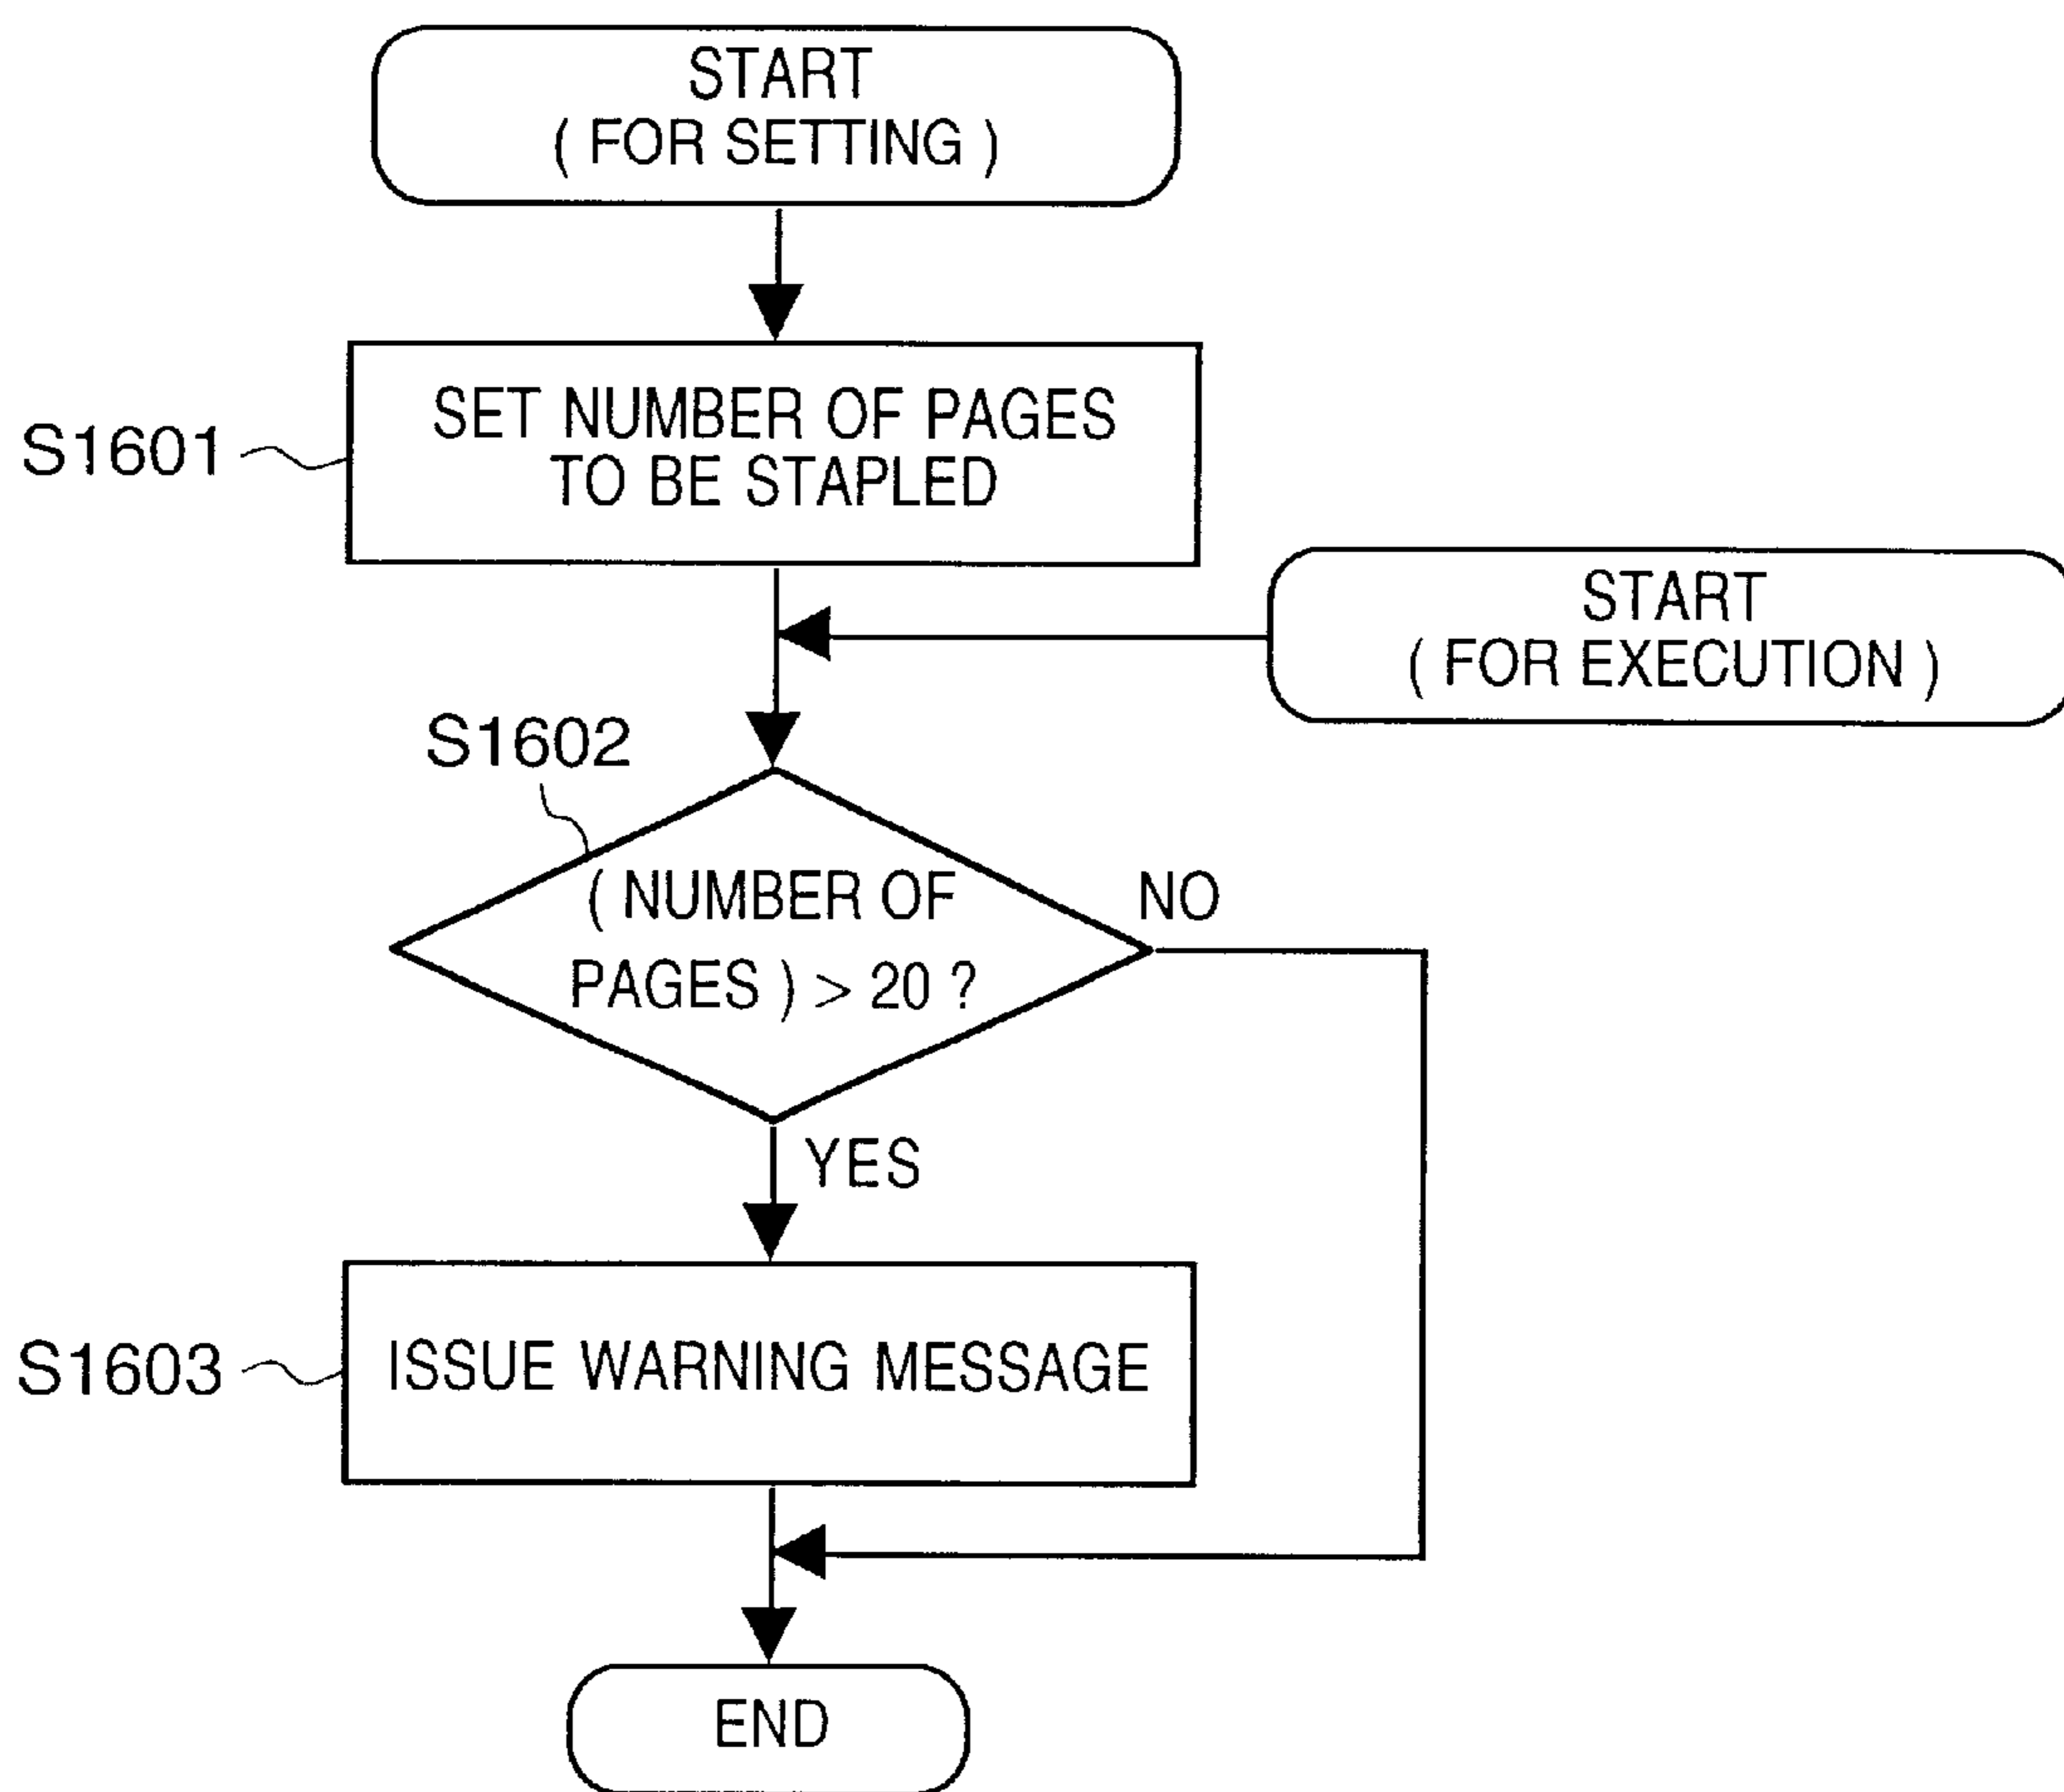 START
( FOR SETTING )
SET NUMBER OF PAGES
TO BE STAPLED
S1601
START
( FOR EXECUTION )
S1602
( NUMBER OF
PAGES ) > 20 ?
NO
YES
ISSUE WARNING MESSAGE
S1603
END